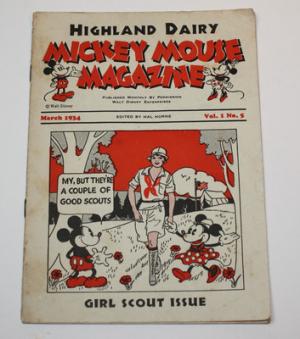 HIGHLAND DAIRY
MICKEY MOUSE
MAGAZINE
PUBLISHED MONTHLY BY PERMISSION
WALT DISNEY ENTERPRISES
© Walt Disney
March 1934
EDITED BY HAL HORNE
Vol. 1 No. 5
MY, BUT THEY'RE
A COUPLE OF
GOOD SCOUTS
GIRL SCOUT ISSUE